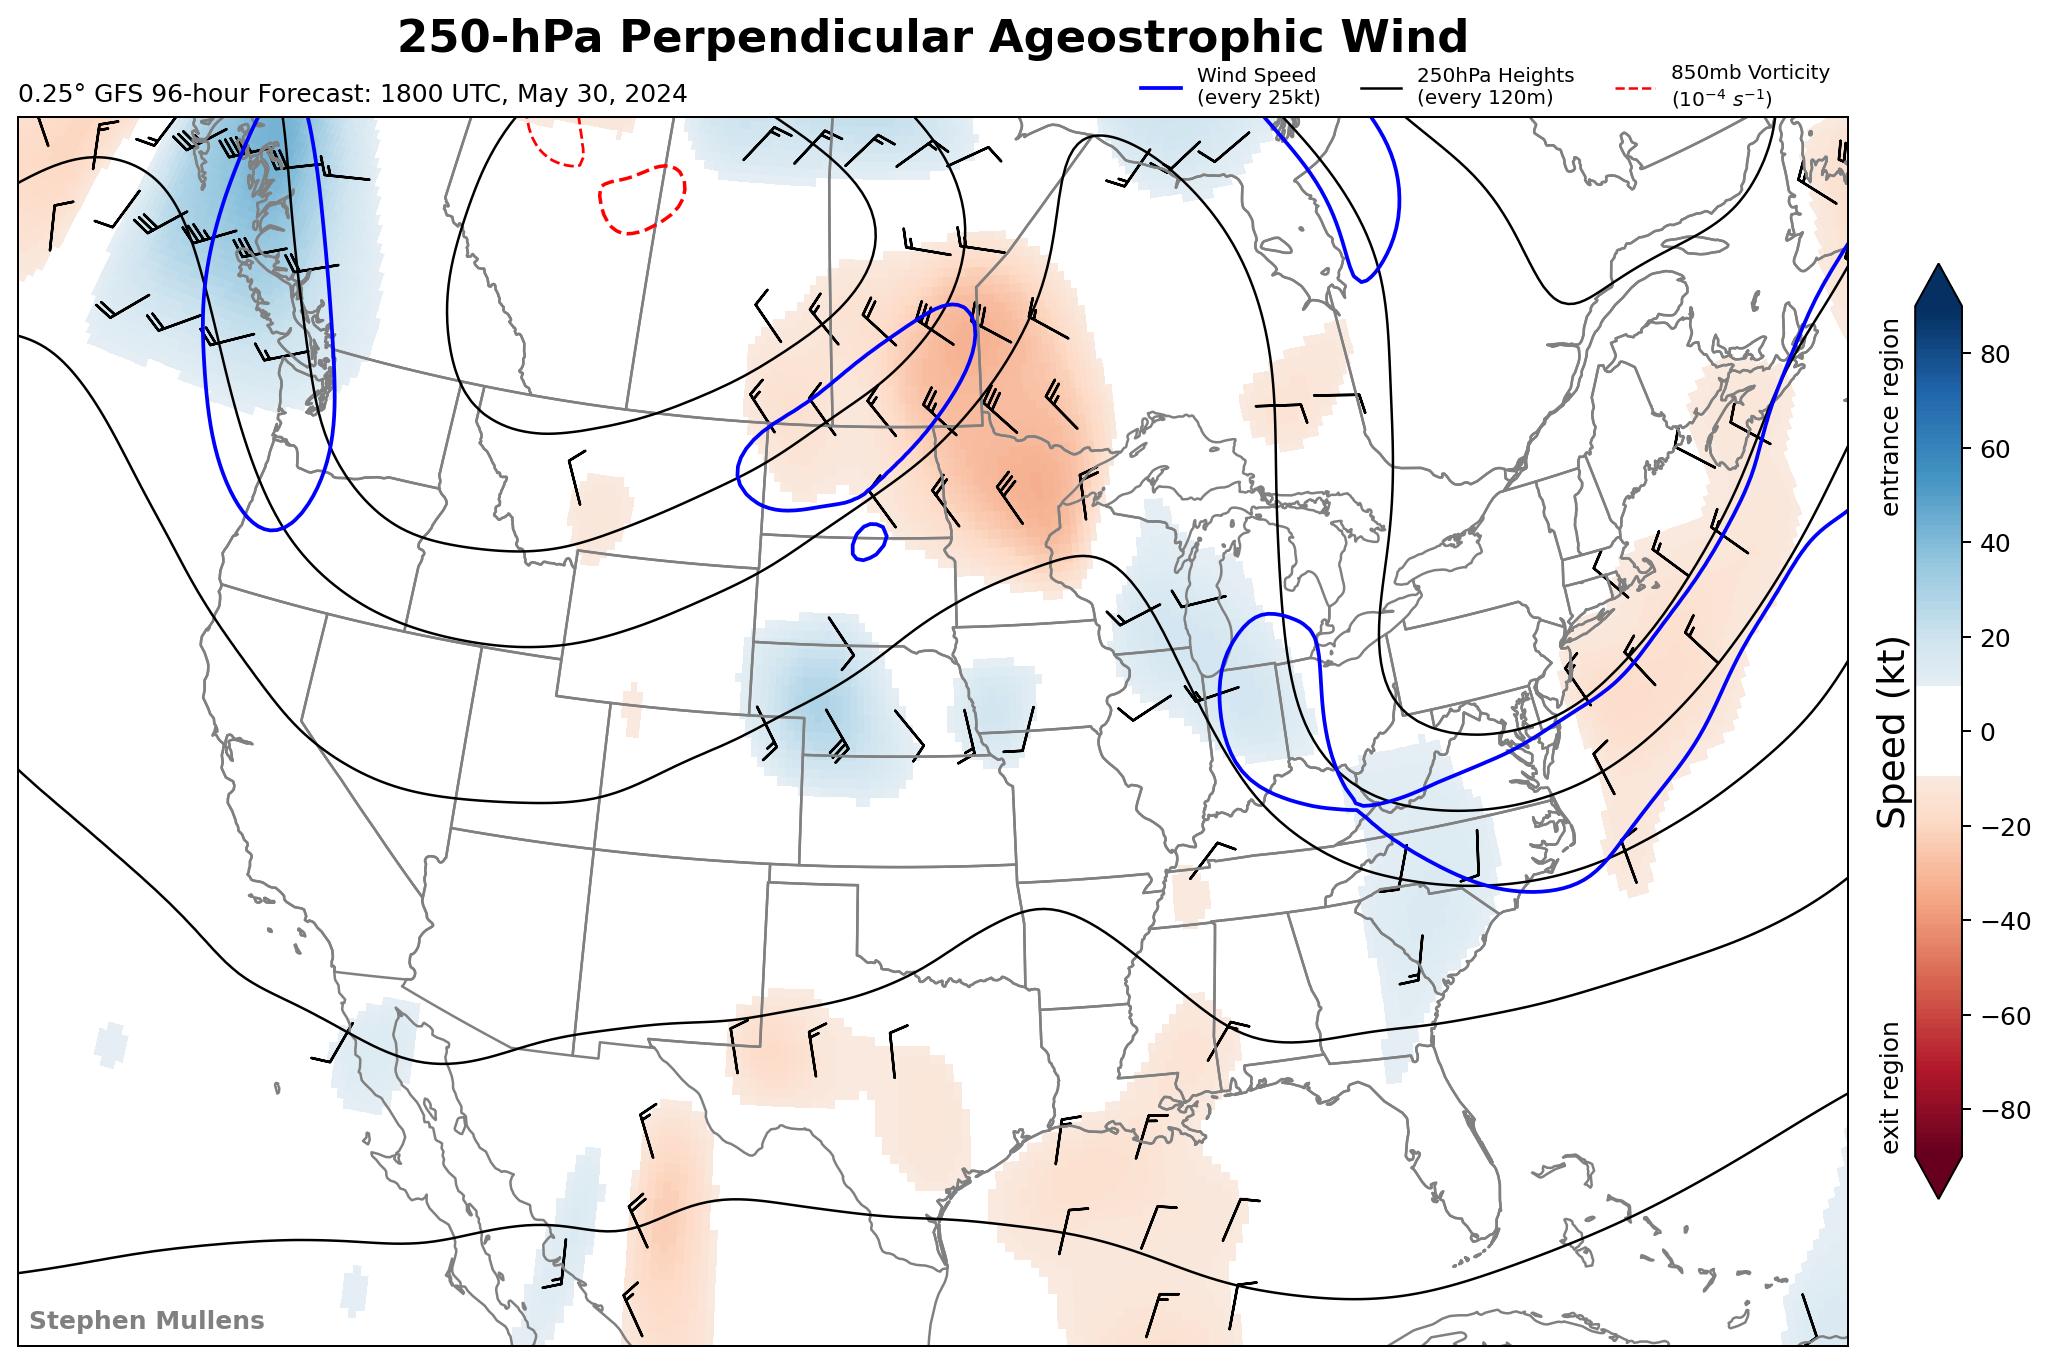 250-hPa Perpendicular Ageostrophic Wind
0.25° GFS 96-hour Forecast: 1800 UTC, May 30, 2024
Wind Speed
(every 25kt)
250hPa Heights
(every 120m)
850mb Vorticity
(10⁻⁴ s⁻¹)
entrance region
Speed (kt)
exit region
80
60
40
20
0
−20
−40
−60
−80
Stephen Mullens